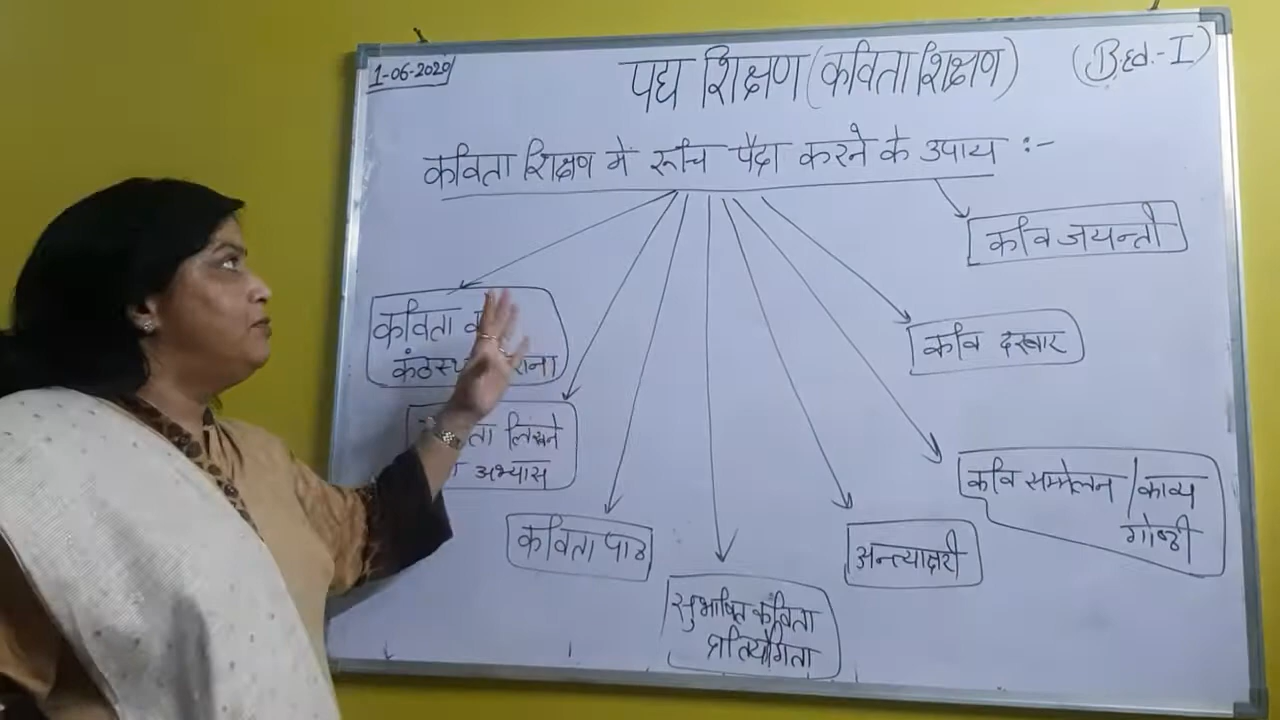 1-06-2020
पद्य शिक्षण (कविता शिक्षण)
(B.Ed.-I)
कविता शिक्षण में रूचि पैदा करने के उपाय :-
कवि जयन्ती
कविता
कंठस्थ
लिखने
अभ्यास
कविता पाठ
सुभाषित कविता
प्रतियोगिता
अन्त्याक्षरी
कवि सम्मेलन / काव्य
गोष्ठी
कवि दरबार